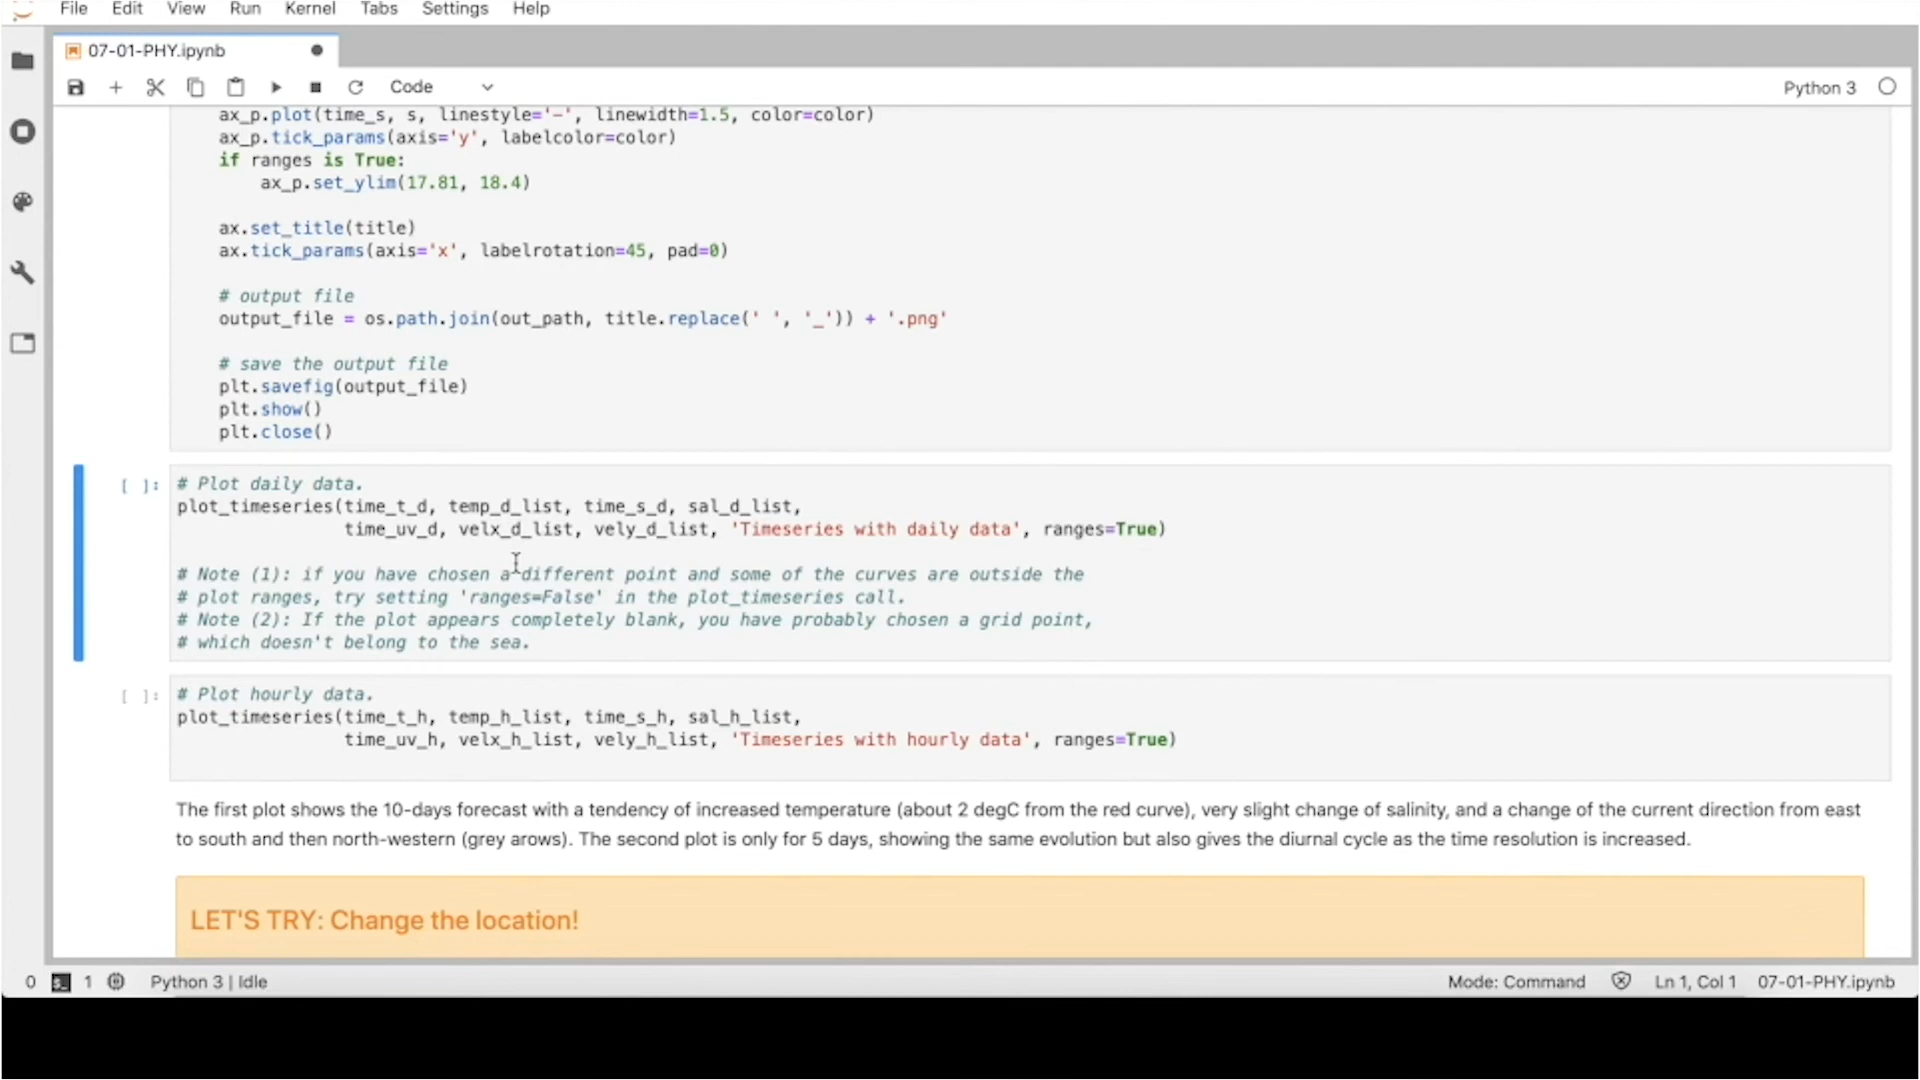 File Edit View Run Kernel Tabs Settings Help
07-01-PHY.ipynb
Code Python 3
ax_p.plot(time_s, s, linestyle='-', linewidth=1.5, color=color)
ax_p.tick_params(axis='y', labelcolor=color)
if ranges is True:
ax_p.set_ylim(17.81, 18.4)
ax.set_title(title)
ax.tick_params(axis='x', labelrotation=45, pad=0)
# output file
output_file = os.path.join(out_path, title.replace(' ', '_')) + '.png'
# save the output file
plt.savefig(output_file)
plt.show()
plt.close()
[ ]: # Plot daily data.
plot_timeseries(time_t_d, temp_d_list, time_s_d, sal_d_list,
time_uv_d, velx_d_list, vely_d_list, 'Timeseries with daily data', ranges=True)
# Note (1): if you have chosen a different point and some of the curves are outside the
# plot ranges, try setting 'ranges=False' in the plot_timeseries call.
# Note (2): If the plot appears completely blank, you have probably chosen a grid point,
# which doesn't belong to the sea.
[ ]: # Plot hourly data.
plot_timeseries(time_t_h, temp_h_list, time_s_h, sal_h_list,
time_uv_h, velx_h_list, vely_h_list, 'Timeseries with hourly data', ranges=True)
The first plot shows the 10-days forecast with a tendency of increased temperature (about 2 degC from the red curve), very slight change of salinity, and a change of the current direction from east
to south and then north-western (grey arows). The second plot is only for 5 days, showing the same evolution but also gives the diurnal cycle as the time resolution is increased.
LET'S TRY: Change the location!
0 1 Python 3 | Idle Mode: Command Ln 1, Col 1 07-01-PHY.ipynb